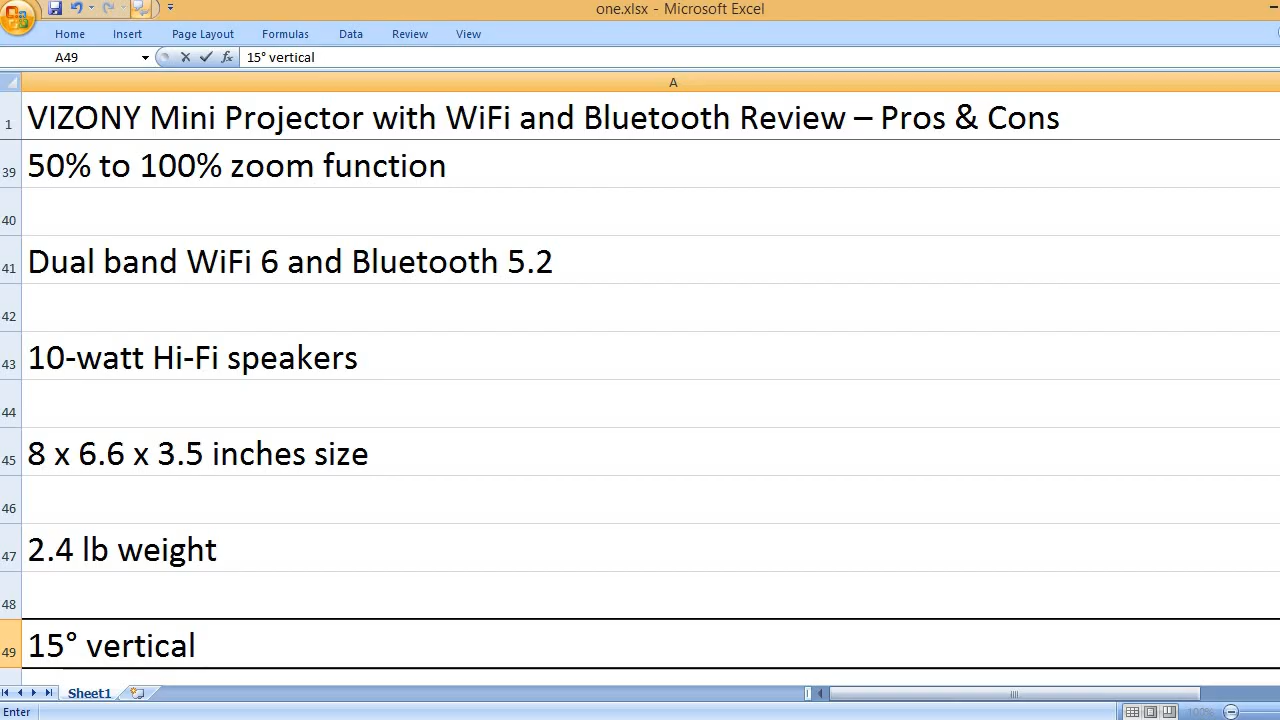 one.xlsx - Microsoft Excel
Home Insert Page Layout Formulas Data Review View
A49 fx 15° vertical
A
1 VIZONY Mini Projector with WiFi and Bluetooth Review – Pros & Cons
39 50% to 100% zoom function
40
41 Dual band WiFi 6 and Bluetooth 5.2
42
43 10-watt Hi-Fi speakers
44
45 8 x 6.6 x 3.5 inches size
46
47 2.4 lb weight
48
49 15° vertical
Sheet1
Enter 100%